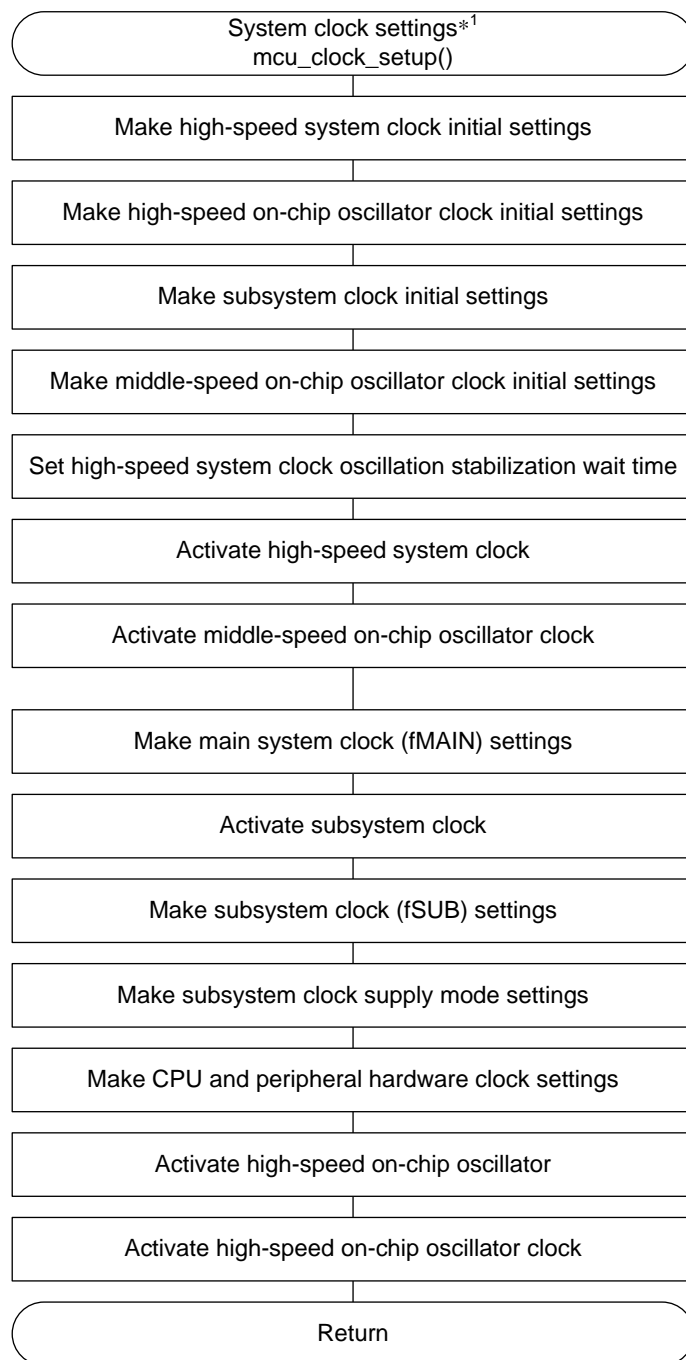 System clock settings*1
mcu_clock_setup()
Make high-speed system clock initial settings
Make high-speed on-chip oscillator clock initial settings
Make subsystem clock initial settings
Make middle-speed on-chip oscillator clock initial settings
Set high-speed system clock oscillation stabilization wait time
Activate high-speed system clock
Activate middle-speed on-chip oscillator clock
Make main system clock (fMAIN) settings
Activate subsystem clock
Make subsystem clock (fSUB) settings
Make subsystem clock supply mode settings
Make CPU and peripheral hardware clock settings
Activate high-speed on-chip oscillator
Activate high-speed on-chip oscillator clock
Return